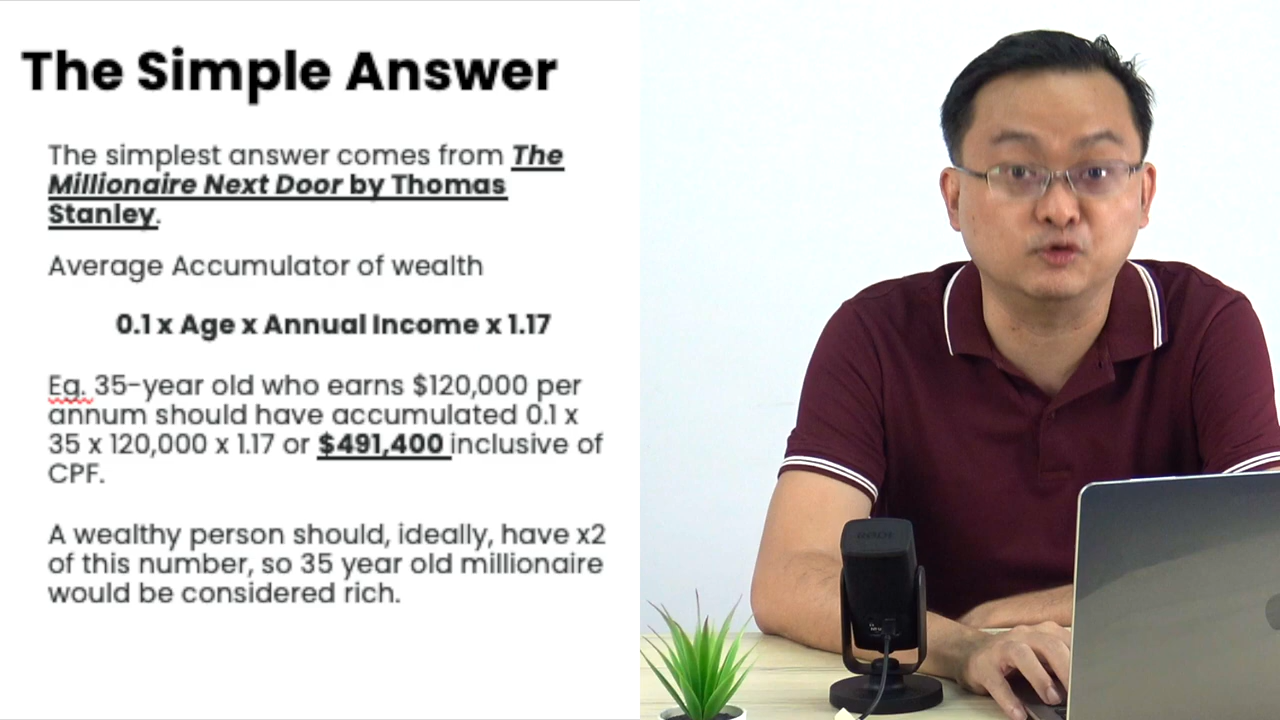 The Simple Answer
The simplest answer comes from The
Millionaire Next Door by Thomas
Stanley.
Average Accumulator of wealth
0.1 x Age x Annual Income x 1.17
Eg. 35-year old who earns $120,000 per
annum should have accumulated 0.1 x
35 x 120,000 x 1.17 or $491,400 inclusive of
CPF.
A wealthy person should, ideally, have x2
of this number, so 35 year old millionaire
would be considered rich.